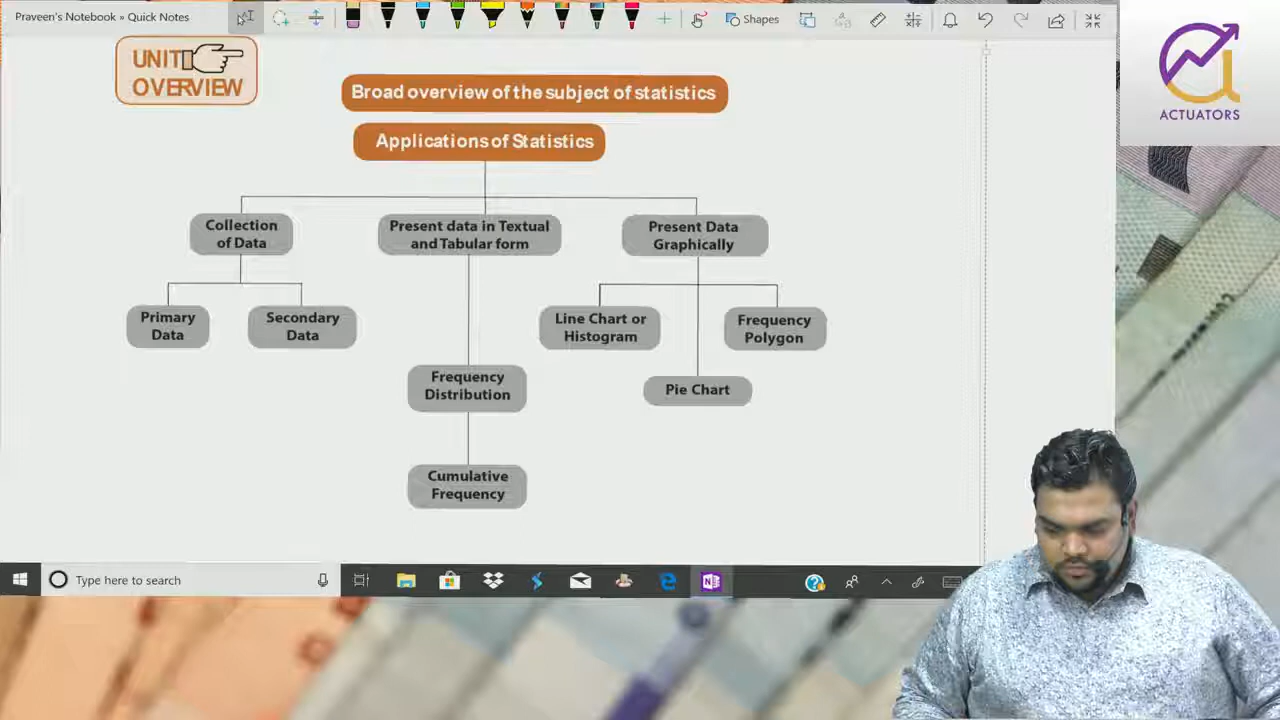 Praveen's Notebook » Quick Notes
Shapes
UNIT
OVERVIEW
Broad overview of the subject of statistics
Applications of Statistics
Collection
of Data
Present data in Textual
and Tabular form
Present Data
Graphically
Primary
Data
Secondary
Data
Line Chart or
Histogram
Frequency
Polygon
Frequency
Distribution
Pie Chart
Cumulative
Frequency
Type here to search
ACTUATORS